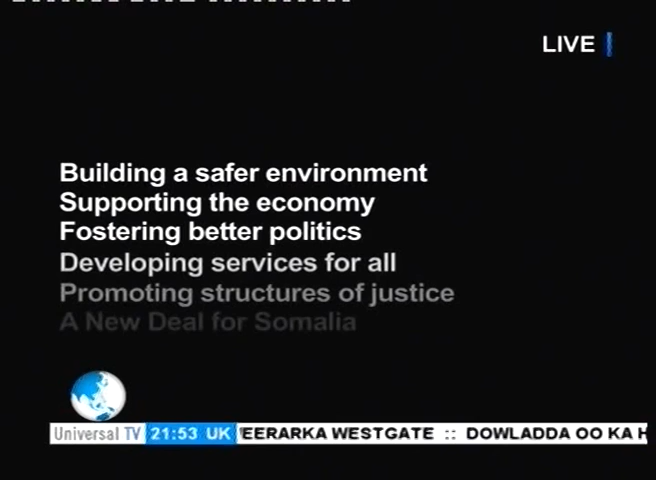 LIVE
Building a safer environment
Supporting the economy
Fostering better politics
Developing services for all
Promoting structures of justice
A New Deal for Somalia
Universal TV 21:53 UK WESTGATE :: DOWLADDA OO KA